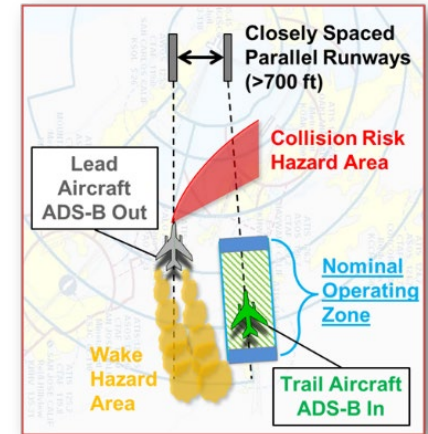 Closely Spaced
Parallel Runways
(>700 ft)
Collision Risk
Hazard Area
Lead
Aircraft
ADS-B Out
Nominal
Operating
Zone
Wake
Hazard
Area
Trail Aircraft
ADS-B In